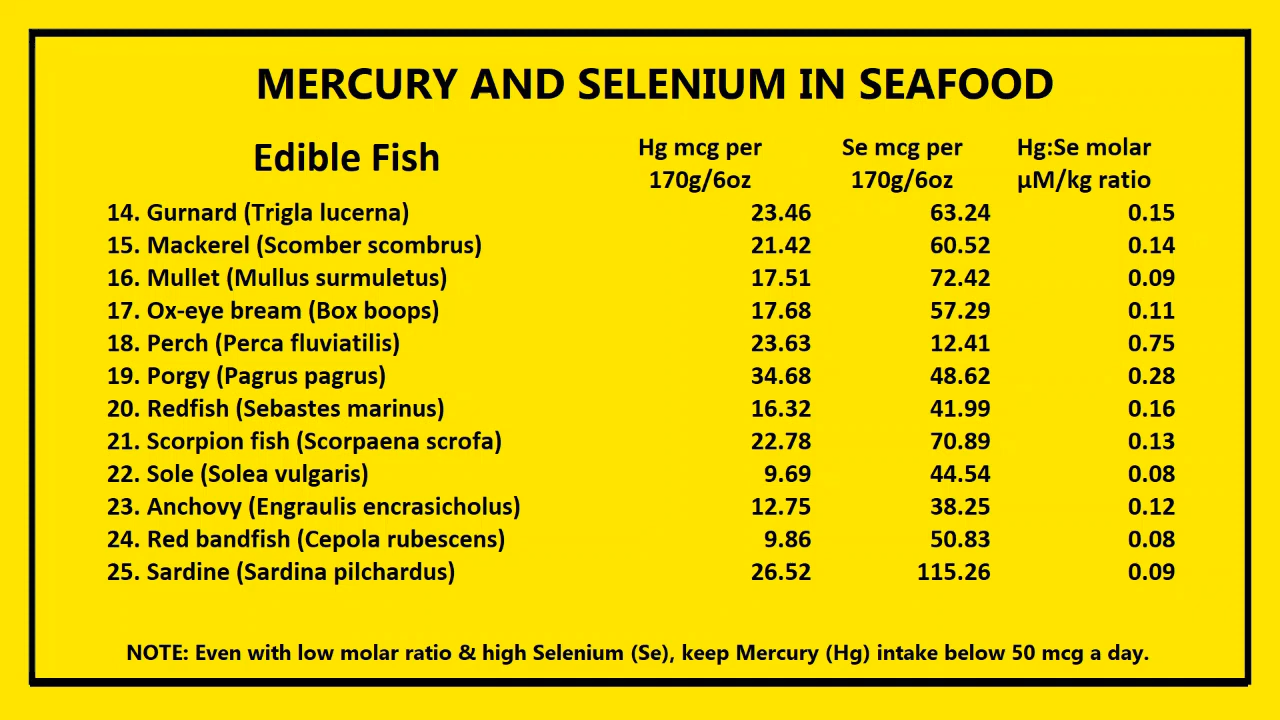 MERCURY AND SELENIUM IN SEAFOOD
Edible Fish Hg mcg per 170g/6oz Se mcg per 170g/6oz Hg:Se molar µM/kg ratio
14. Gurnard (Trigla lucerna) 23.46 63.24 0.15
15. Mackerel (Scomber scombrus) 21.42 60.52 0.14
16. Mullet (Mullus surmuletus) 17.51 72.42 0.09
17. Ox-eye bream (Box boops) 17.68 57.29 0.11
18. Perch (Perca fluviatilis) 23.63 12.41 0.75
19. Porgy (Pagrus pagrus) 34.68 48.62 0.28
20. Redfish (Sebastes marinus) 16.32 41.99 0.16
21. Scorpion fish (Scorpaena scrofa) 22.78 70.89 0.13
22. Sole (Solea vulgaris) 9.69 44.54 0.08
23. Anchovy (Engraulis encrasicholus) 12.75 38.25 0.12
24. Red bandfish (Cepola rubescens) 9.86 50.83 0.08
25. Sardine (Sardina pilchardus) 26.52 115.26 0.09
NOTE: Even with low molar ratio & high Selenium (Se), keep Mercury (Hg) intake below 50 mcg a day.